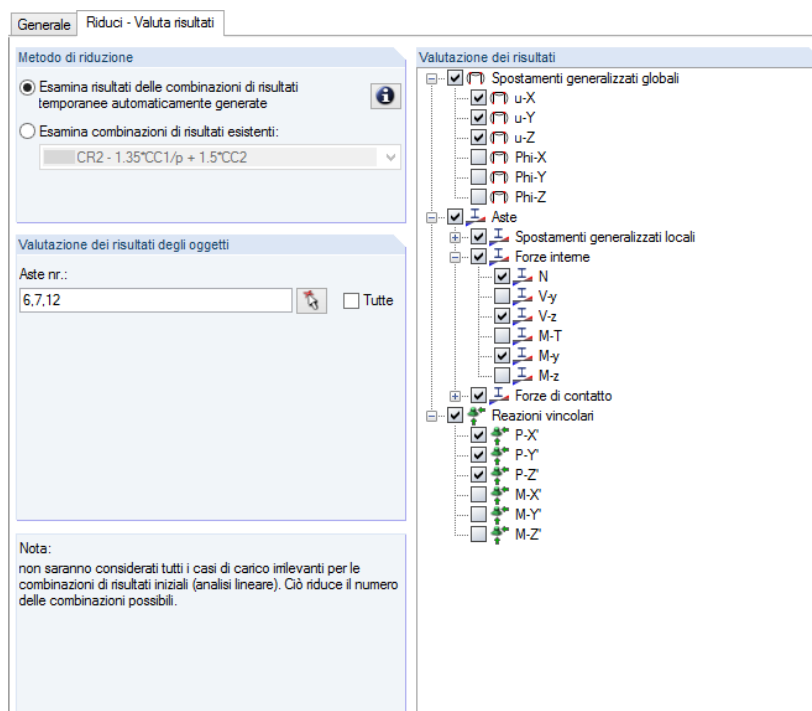 Generale
Riduci - Valuta risultati
Metodo di riduzione
Esamina risultati delle combinazioni di risultati
temporanee automaticamente generate
Esamina combinazioni di risultati esistenti:
CR2 - 1.35*CC1/p + 1.5*CC2
Valutazione dei risultati degli oggetti
Aste nr.:
6,7,12
Tutte
Nota:
non saranno considerati tutti i casi di carico irrilevanti per le
combinazioni di risultati iniziali (analisi lineare). Ciò riduce il numero
delle combinazioni possibili.
Valutazione dei risultati
Spostamenti generalizzati globali
u-X
u-Y
u-Z
Phi-X
Phi-Y
Phi-Z
Aste
Spostamenti generalizzati locali
Forze interne
N
V-y
V-z
M-T
M-y
M-z
Forze di contatto
Reazioni vincolari
P-X'
P-Y'
P-Z'
M-X'
M-Y'
M-Z'